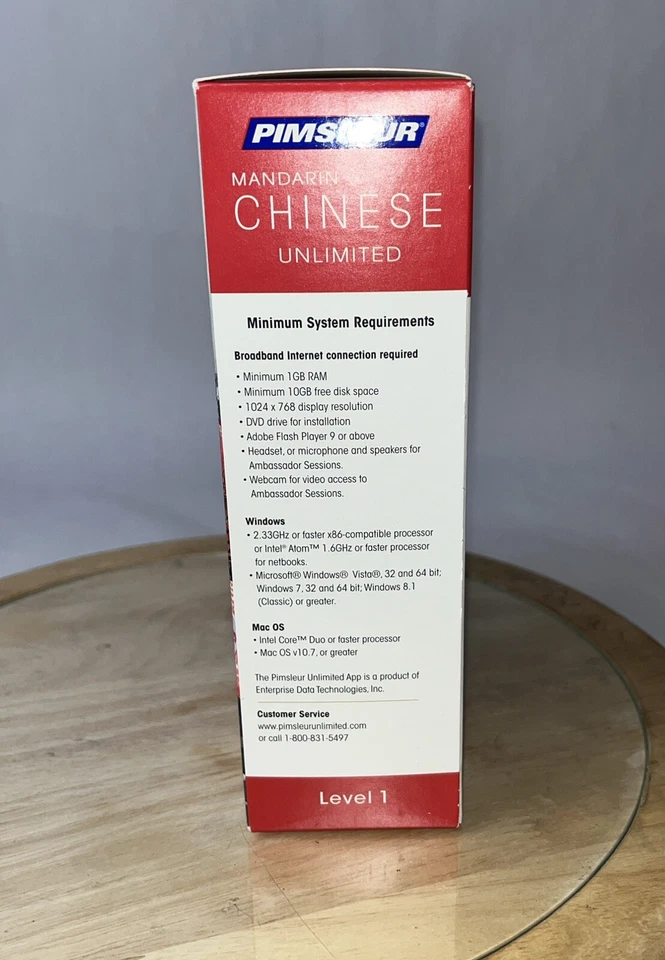 PIMSLEUR®
MANDARIN
CHINESE
UNLIMITED
Minimum System Requirements
Broadband Internet connection required
• Minimum 1GB RAM
• Minimum 10GB free disk space
• 1024 x 768 display resolution
• DVD drive for installation
• Adobe Flash Player 9 or above
• Headset, or microphone and speakers for
Ambassador Sessions.
• Webcam for video access to
Ambassador Sessions.
Windows
• 2.33GHz or faster x86-compatible processor
or Intel® Atom™ 1.6GHz or faster processor
for netbooks.
• Microsoft® Windows® Vista®, 32 and 64 bit;
Windows 7, 32 and 64 bit; Windows 8.1
(Classic) or greater.
Mac OS
• Intel Core™ Duo or faster processor
• Mac OS v10.7, or greater
The Pimsleur Unlimited App is a product of
Enterprise Data Technologies, Inc.
Customer Service
www.pimsleurunlimited.com
or call 1-800-831-5497
Level 1